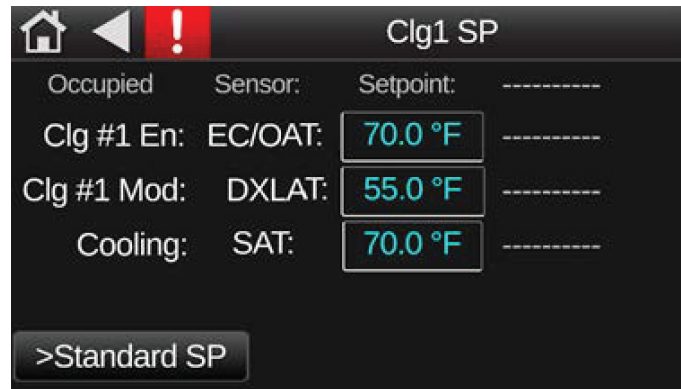 ! Clg1 SP
Occupied Sensor: Setpoint: ----------
Clg #1 En: EC/OAT: 70.0 °F ----------
Clg #1 Mod: DXLAT: 55.0 °F ----------
Cooling: SAT: 70.0 °F ----------
>Standard SP